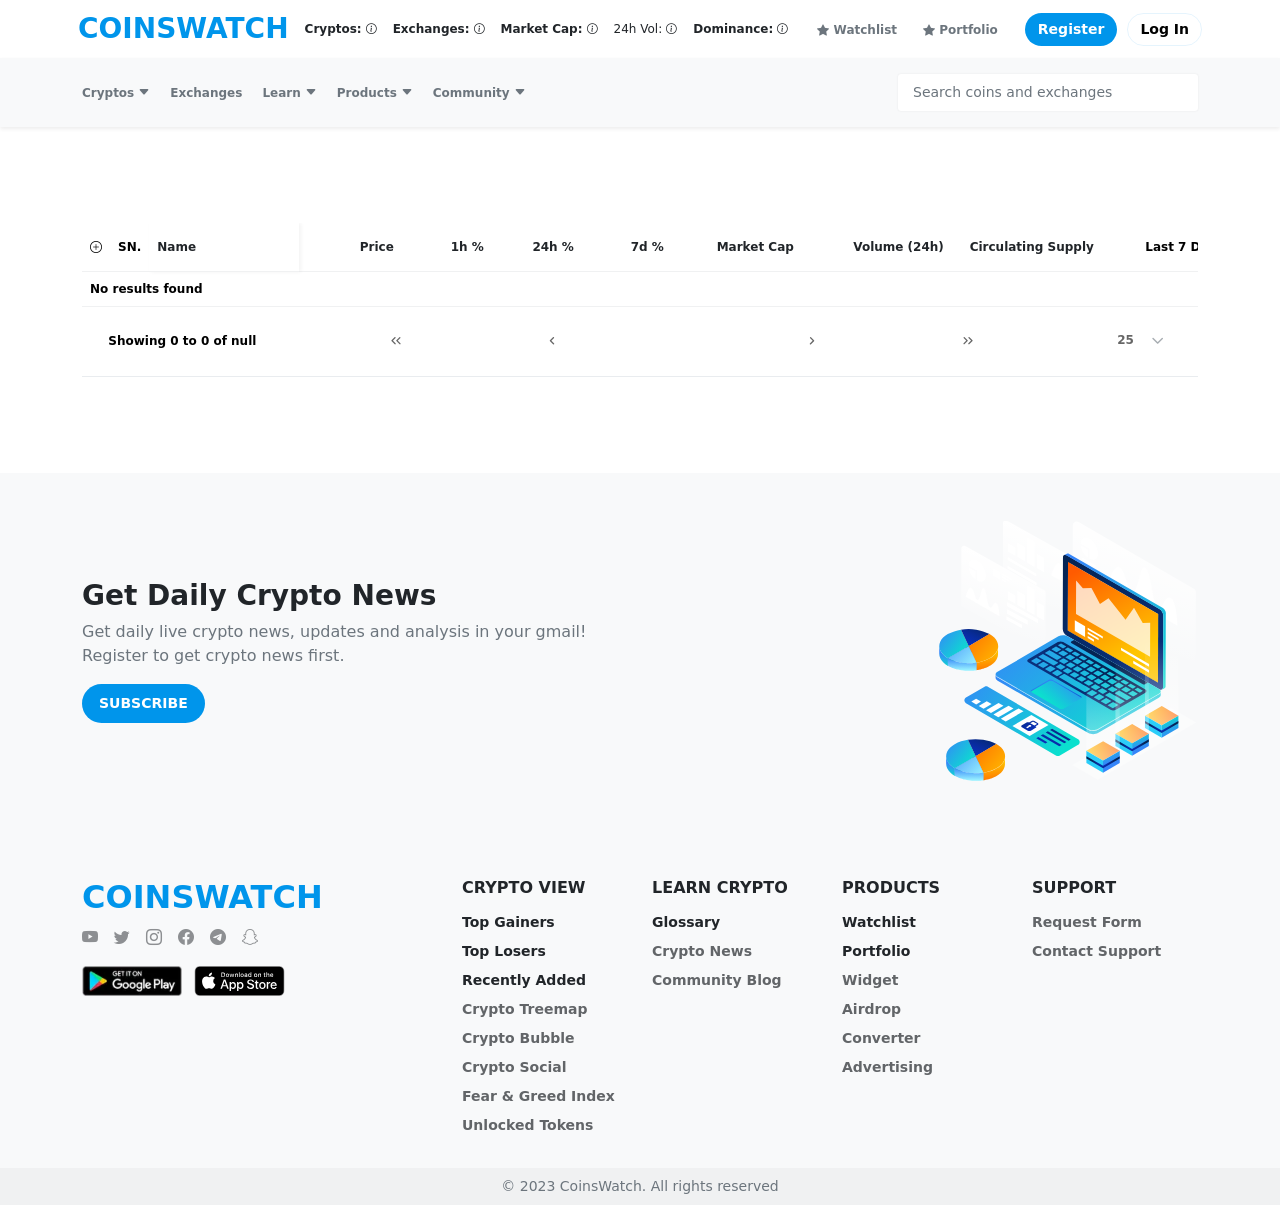 COINSWATCH Cryptos: Exchanges: Market Cap: 24h Vol: Dominance: Watchlist Portfolio Register Log In
Cryptos Exchanges Learn Products Community Search coins and exchanges
SN. Name Price 1h % 24h % 7d % Market Cap Volume (24h) Circulating Supply Last 7 D
No results found
Showing 0 to 0 of null 25
Get Daily Crypto News
Get daily live crypto news, updates and analysis in your gmail!
Register to get crypto news first.
SUBSCRIBE
COINSWATCH
GET IT ON
Google Play
Download on the
App Store
CRYPTO VIEW
Top Gainers
Top Losers
Recently Added
Crypto Treemap
Crypto Bubble
Crypto Social
Fear & Greed Index
Unlocked Tokens
LEARN CRYPTO
Glossary
Crypto News
Community Blog
PRODUCTS
Watchlist
Portfolio
Widget
Airdrop
Converter
Advertising
SUPPORT
Request Form
Contact Support
© 2023 CoinsWatch. All rights reserved